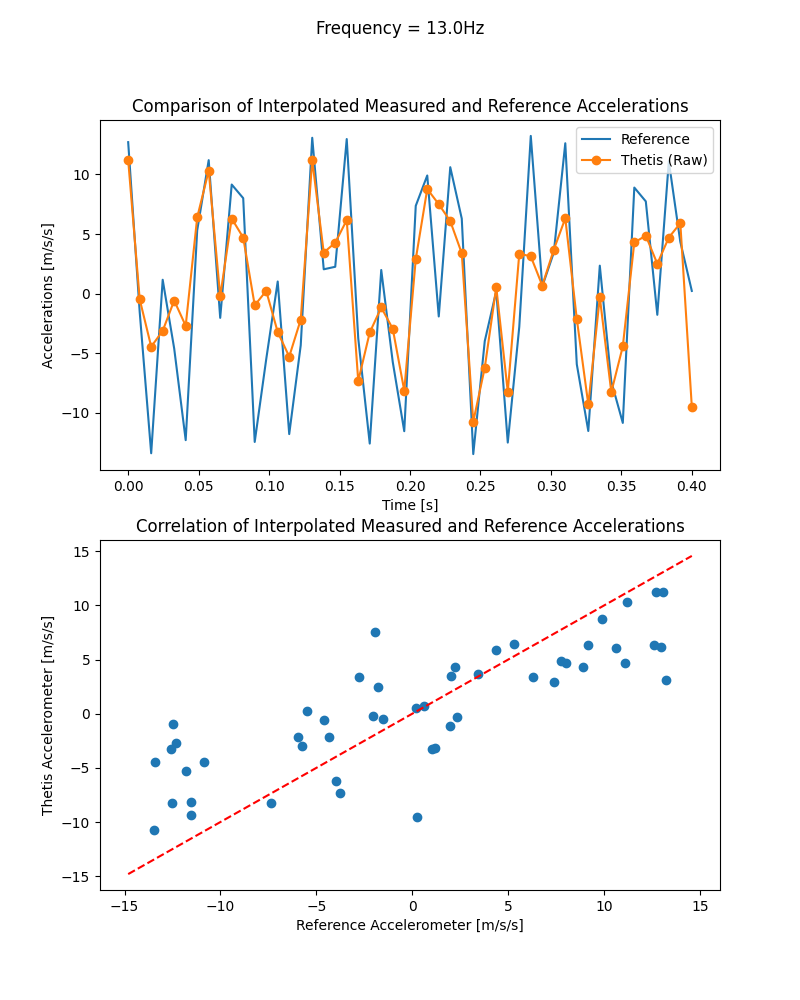 Frequency = 13.0Hz
Comparison of Interpolated Measured and Reference Accelerations
Reference
Thetis (Raw)
Accelerations [m/s/s]
10
5
0
−5
−10
0.00 0.05 0.10 0.15 0.20 0.25 0.30 0.35 0.40
Time [s]
Correlation of Interpolated Measured and Reference Accelerations
Thetis Accelerometer [m/s/s]
15
10
5
0
−5
−10
−15
−15 −10 −5 0 5 10 15
Reference Accelerometer [m/s/s]